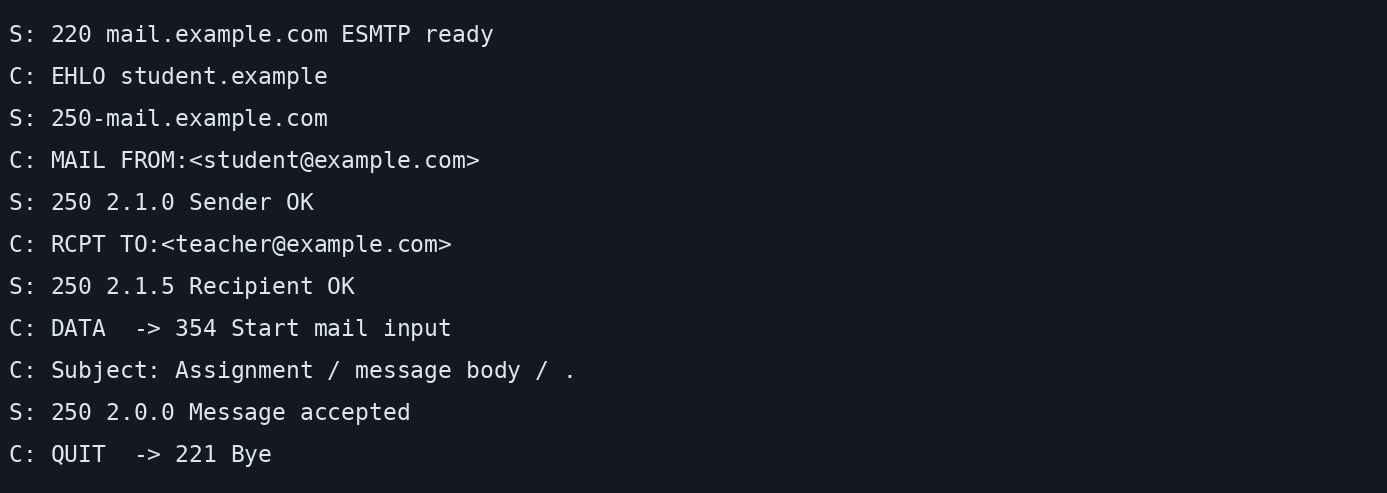 S: 220 mail.example.com ESMTP ready
C: EHLO student.example
S: 250-mail.example.com
C: MAIL FROM:<student@example.com>
S: 250 2.1.0 Sender OK
C: RCPT TO:<teacher@example.com>
S: 250 2.1.5 Recipient OK
C: DATA  -> 354 Start mail input
C: Subject: Assignment / message body / .
S: 250 2.0.0 Message accepted
C: QUIT  -> 221 Bye